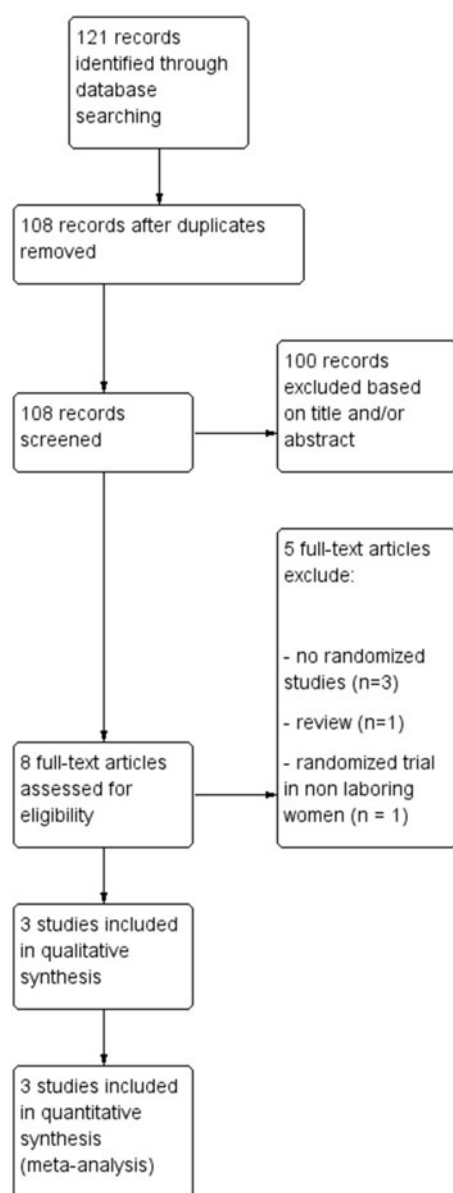 121 records
identified through
database
searching
108 records after duplicates
removed
108 records
screened
100 records
excluded based
on title and/or
abstract
5 full-text articles
exclude:
- no randomized
studies (n=3)
- review (n=1)
- randomized trial
in non laboring
women (n = 1)
8 full-text articles
assessed for
eligibility
3 studies included
in qualitative
synthesis
3 studies included
in quantitative
synthesis
(meta-analysis)